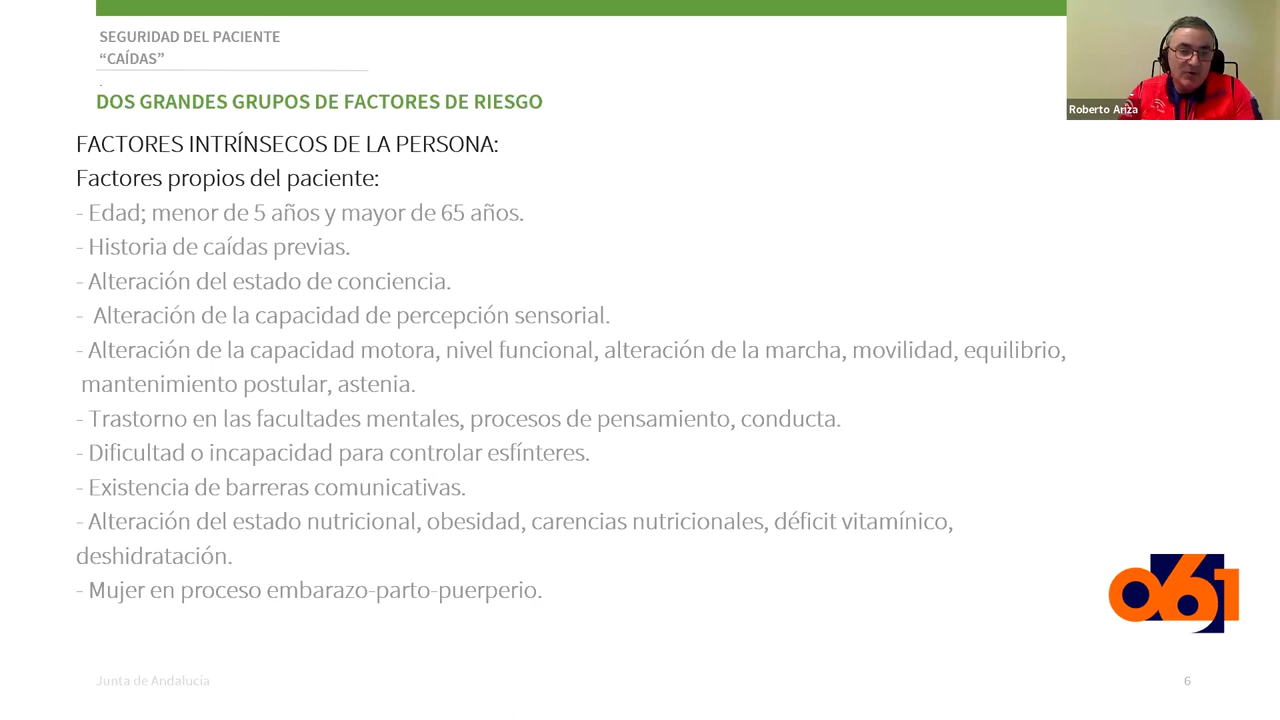 SEGURIDAD DEL PACIENTE
“CAÍDAS”
.
DOS GRANDES GRUPOS DE FACTORES DE RIESGO
Roberto Ariza
FACTORES INTRÍNSECOS DE LA PERSONA:
Factores propios del paciente:
- Edad; menor de 5 años y mayor de 65 años.
- Historia de caídas previas.
- Alteración del estado de conciencia.
- Alteración de la capacidad de percepción sensorial.
- Alteración de la capacidad motora, nivel funcional, alteración de la marcha, movilidad, equilibrio,
mantenimiento postular, astenia.
- Trastorno en las facultades mentales, procesos de pensamiento, conducta.
- Dificultad o incapacidad para controlar esfínteres.
- Existencia de barreras comunicativas.
- Alteración del estado nutricional, obesidad, carencias nutricionales, déficit vitamínico,
deshidratación.
- Mujer en proceso embarazo-parto-puerperio.
061
Junta de Andalucía
6